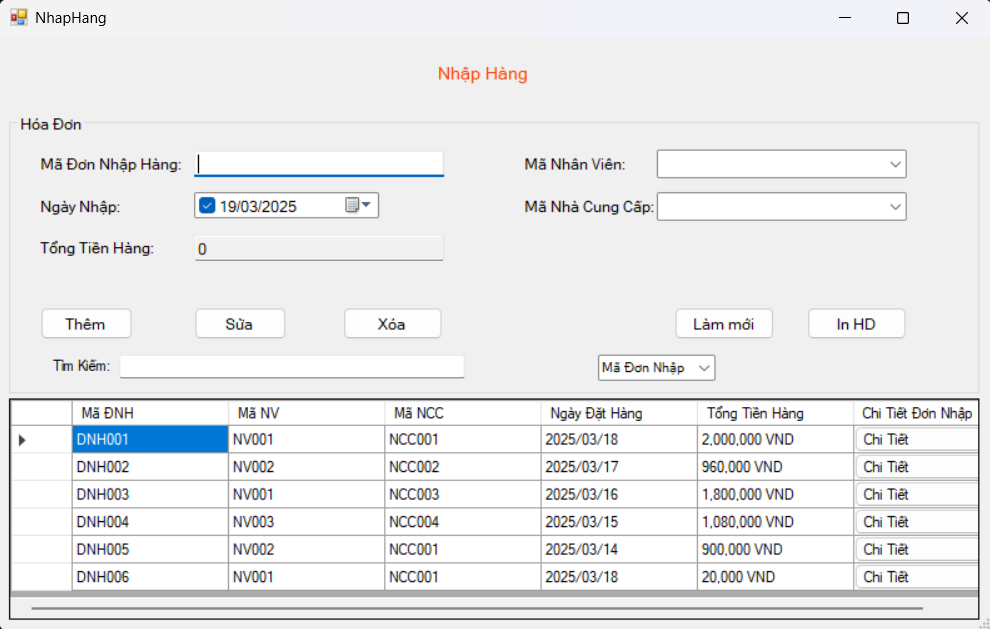 NhapHang
Nhập Hàng
Hóa Đơn
Mã Đơn Nhập Hàng:
Mã Nhân Viên:
Ngày Nhập: 19/03/2025
Mã Nhà Cung Cấp:
Tổng Tiền Hàng: 0
Thêm Sửa Xóa Làm mới In HD
Tìm Kiếm: Mã Đơn Nhập
Mã ĐNH Mã NV Mã NCC Ngày Đặt Hàng Tổng Tiền Hàng Chi Tiết Đơn Nhập
DNH001 NV001 NCC001 2025/03/18 2,000,000 VND Chi Tiết
DNH002 NV002 NCC002 2025/03/17 960,000 VND Chi Tiết
DNH003 NV001 NCC003 2025/03/16 1,800,000 VND Chi Tiết
DNH004 NV003 NCC004 2025/03/15 1,080,000 VND Chi Tiết
DNH005 NV002 NCC001 2025/03/14 900,000 VND Chi Tiết
DNH006 NV001 NCC001 2025/03/18 20,000 VND Chi Tiết